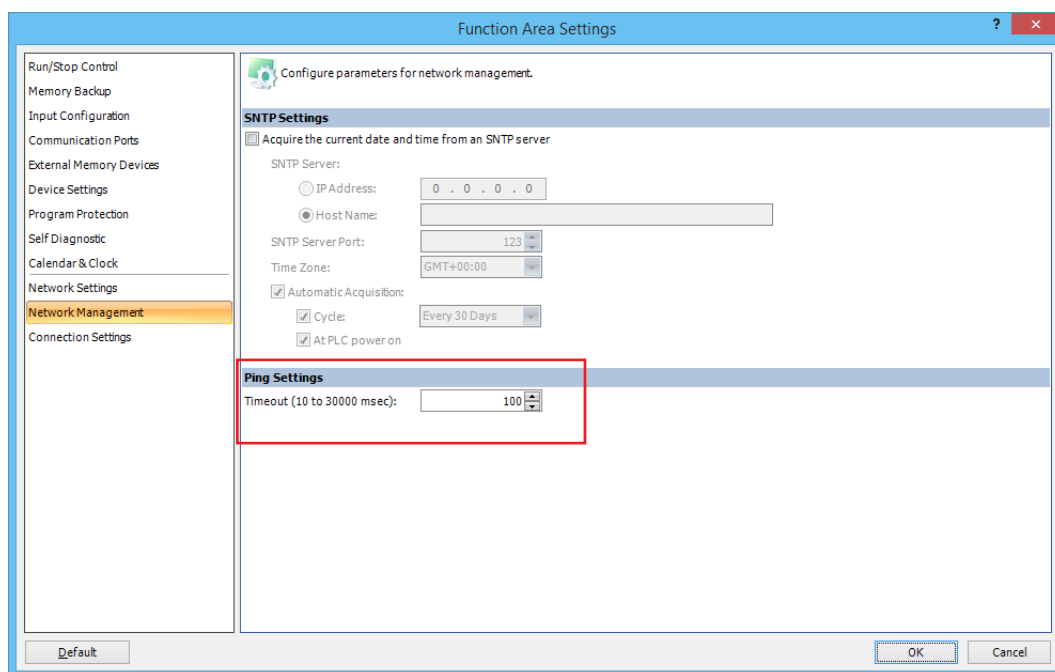 Function Area Settings
?
Run/Stop Control
Memory Backup
Input Configuration
Communication Ports
External Memory Devices
Device Settings
Program Protection
Self Diagnostic
Calendar & Clock
Network Settings
Network Management
Connection Settings
Configure parameters for network management.
SNTP Settings
Acquire the current date and time from an SNTP server
SNTP Server:
IP Address: 0 . 0 . 0 . 0
Host Name:
SNTP Server Port: 123
Time Zone: GMT+00:00
Automatic Acquisition:
Cycle: Every 30 Days
At PLC power on
Ping Settings
Timeout (10 to 30000 msec): 100
Default
OK Cancel